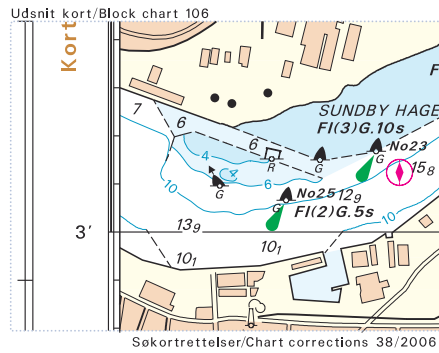 Udsnit kort/Block chart 106
Kort
F
7
6
SUNDBY HAGE
Fl(3)G.10s
6
No23
4
R
G
G
15₈
4
6
G
10
No25
12₉
G
Fl(2)G.5s
10
3'
13₉
10₁
10₁
Søkortrettelser/Chart corrections 38/2006